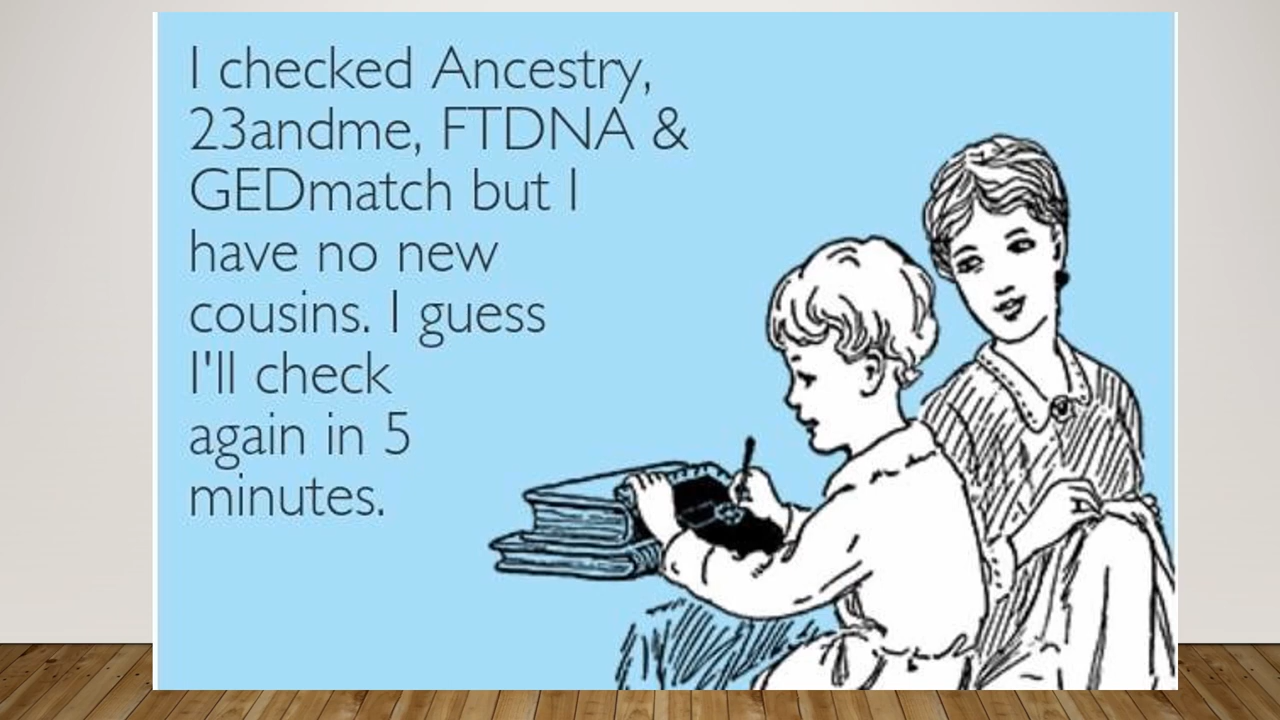 I checked Ancestry,
23andme, FTDNA &
GEDmatch but I
have no new
cousins. I guess
I'll check
again in 5
minutes.